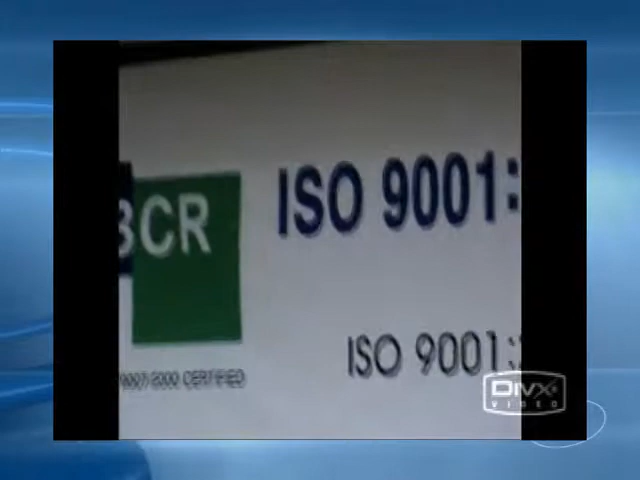 BCR
ISO 9001:
ISO 9001:
9001:2000 CERTIFIED
DIVX
VIDEO